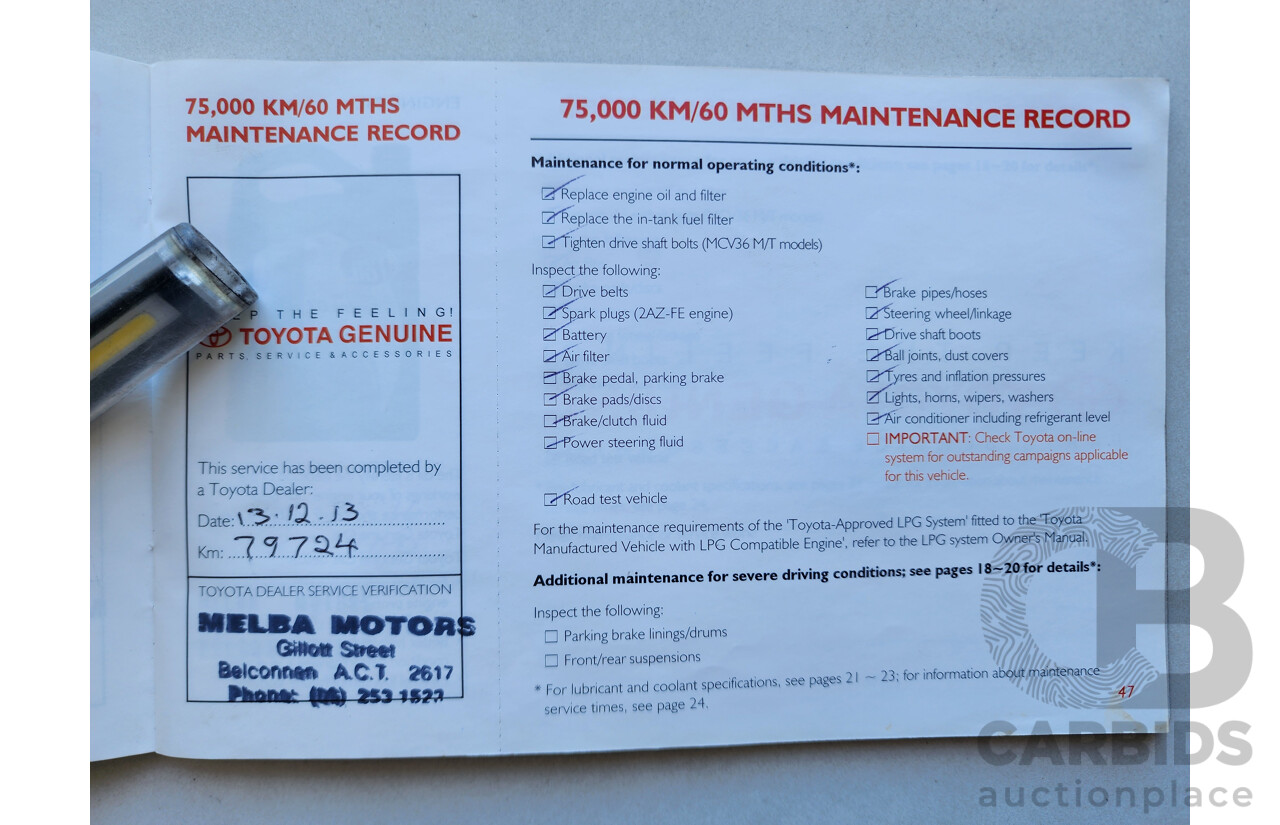 75,000 KM/60 MTHS
MAINTENANCE RECORD
P THE FEELING!
TOYOTA GENUINE
PARTS, SERVICE & ACCESSORIES
This service has been completed by
a Toyota Dealer:
Date: 13.12.13
Km: 79724
TOYOTA DEALER SERVICE VERIFICATION
MELBA MOTORS
Gillott Street
Belconnen A.C.T. 2617
Phone: (06) 253 1522
75,000 KM/60 MTHS MAINTENANCE RECORD
Maintenance for normal operating conditions*:
Replace engine oil and filter
Replace the in-tank fuel filter
Tighten drive shaft bolts (MCV36 M/T models)
Inspect the following:
Drive belts
Spark plugs (2AZ-FE engine)
Battery
Air filter
Brake pedal, parking brake
Brake pads/discs
Brake/clutch fluid
Power steering fluid
Brake pipes/hoses
Steering wheel/linkage
Drive shaft boots
Ball joints, dust covers
Tyres and inflation pressures
Lights, horns, wipers, washers
Air conditioner including refrigerant level
IMPORTANT: Check Toyota on-line
system for outstanding campaigns applicable
for this vehicle.
Road test vehicle
For the maintenance requirements of the 'Toyota-Approved LPG System' fitted to the 'Toyota
Manufactured Vehicle with LPG Compatible Engine', refer to the LPG system Owner's Manual.
Additional maintenance for severe driving conditions; see pages 18~20 for details*:
Inspect the following:
Parking brake linings/drums
Front/rear suspensions
* For lubricant and coolant specifications, see pages 21 ~ 23; for information about maintenance
service times, see page 24.
47
CARBIDS
auctionplace